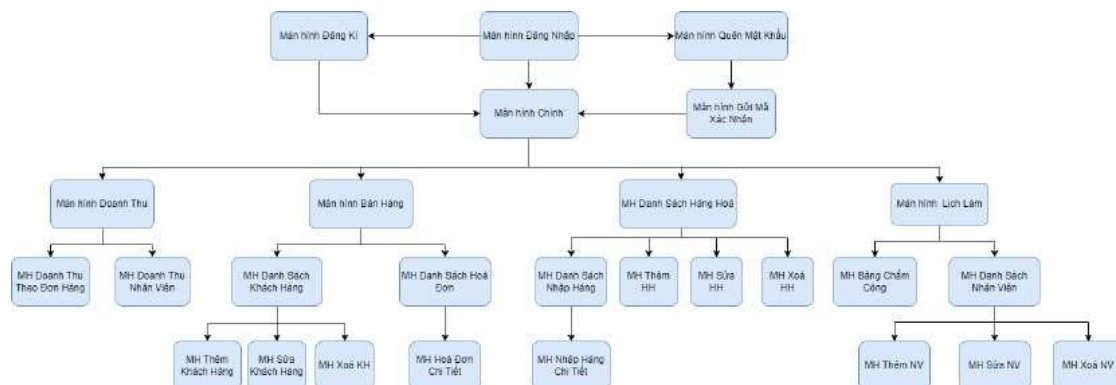 Màn hình Đăng Kí
Màn hình Đăng Nhập
Màn hình Quên Mật Khẩu
Màn hình Chính
Màn hình Gửi Mã
Xác Nhận
Màn hình Doanh Thu
Màn hình Bán Hàng
MH Danh Sách Hàng Hoá
Màn hình Lịch Làm
MH Doanh Thu
Theo Đơn Hàng
MH Doanh Thu
Nhân Viên
MH Danh Sách
Khách Hàng
MH Danh Sách Hoá
Đơn
MH Danh Sách
Nhập Hàng
MH Thêm
HH
MH Sửa
HH
MH Xoá
HH
MH Bảng Chấm
Công
MH Danh Sách
Nhân Viên
MH Thêm
Khách Hàng
MH Sửa
Khách Hàng
MH Xoá KH
MH Hoá Đơn
Chi Tiết
MH Nhập Hàng
Chi Tiết
MH Thêm NV
MH Sửa NV
MH Xoá NV